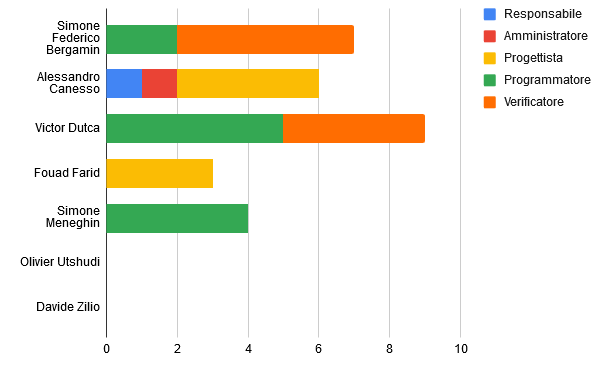 Simone
Federico
Bergamin
Alessandro
Canesso
Victor Dutca
Fouad Farid
Simone
Meneghin
Olivier Utshudi
Davide Zilio
0 2 4 6 8 10
Responsabile
Amministratore
Progettista
Programmatore
Verificatore